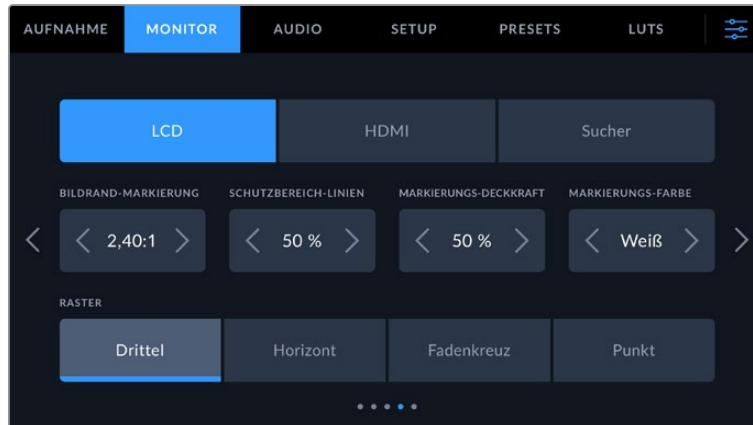 AUFNAHME MONITOR AUDIO SETUP PRESETS LUTS
LCD HDMI Sucher
BILDRAND-MARKIERUNG SCHUTZBEREICH-LINIEN MARKIERUNGS-DECKKRAFT MARKIERUNGS-FARBE
2,40:1 50 % 50 % Weiß
RASTER
Drittel Horizont Fadenkreuz Punkt